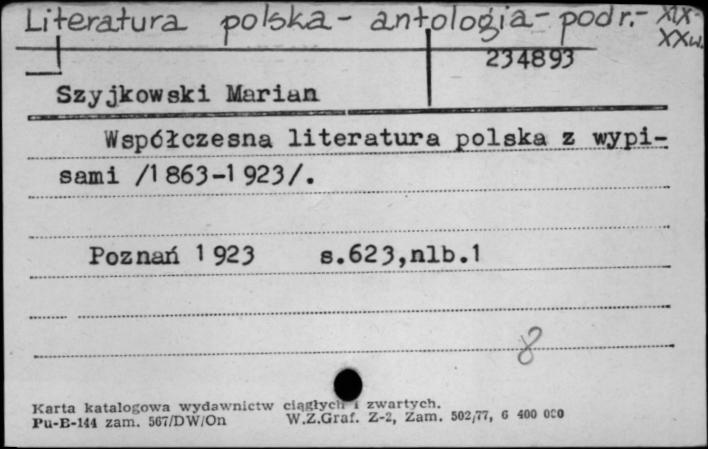 Literatura polska - antologia - podr. - XIX-
XXw.
234893
Szyjkowski Marian
Współczesna literatura polska z wypi-
sami /1863-1923/.
Poznań 1923 s.623,nlb.1
8
Karta katalogowa wydawnictw ciągłych i zwartych.
Pu-E-144 zam. 567/DW/On W.Z.Graf. Z-2, Zam. 502/77, 6 400 000